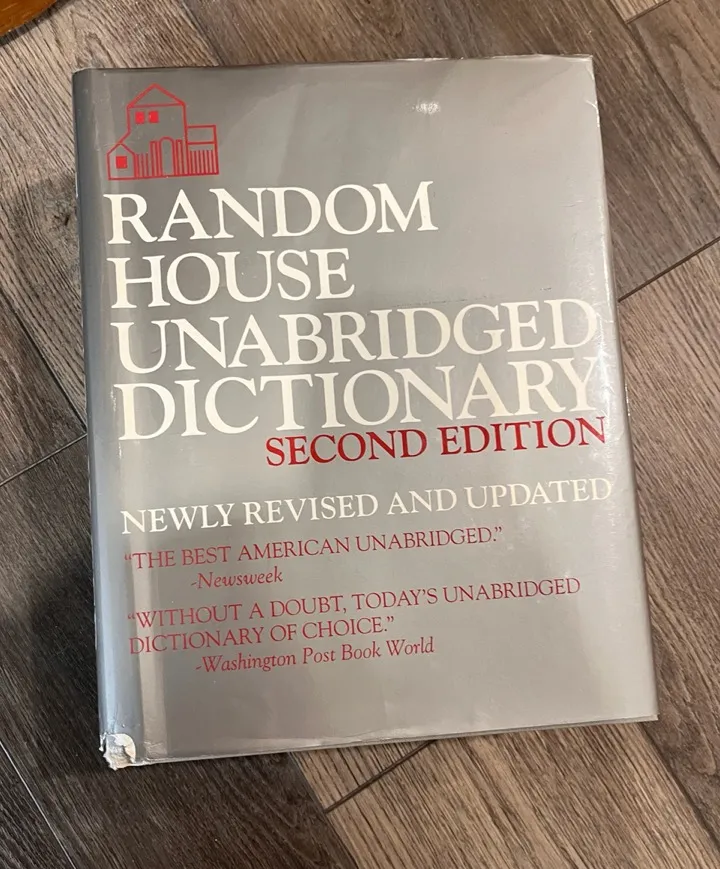 RANDOM
HOUSE
UNABRIDGED
DICTIONARY
SECOND EDITION
NEWLY REVISED AND UPDATED
“THE BEST AMERICAN UNABRIDGED.”
-Newsweek
“WITHOUT A DOUBT, TODAY’S UNABRIDGED
DICTIONARY OF CHOICE.”
-Washington Post Book World